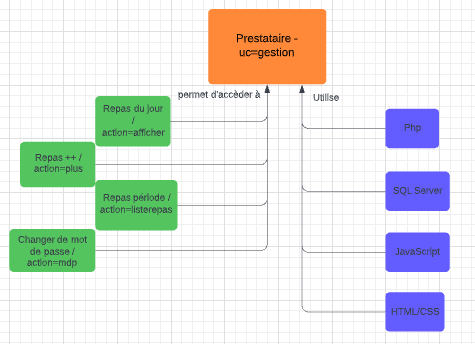 Prestataire -
uc=gestion
permet d'accèder à
Utilise
Repas du jour
/
action=afficher
Repas ++ /
action=plus
Repas période /
action=listerepas
Changer de mot
de passe /
action=mdp
Php
SQL Server
JavaScript
HTML/CSS